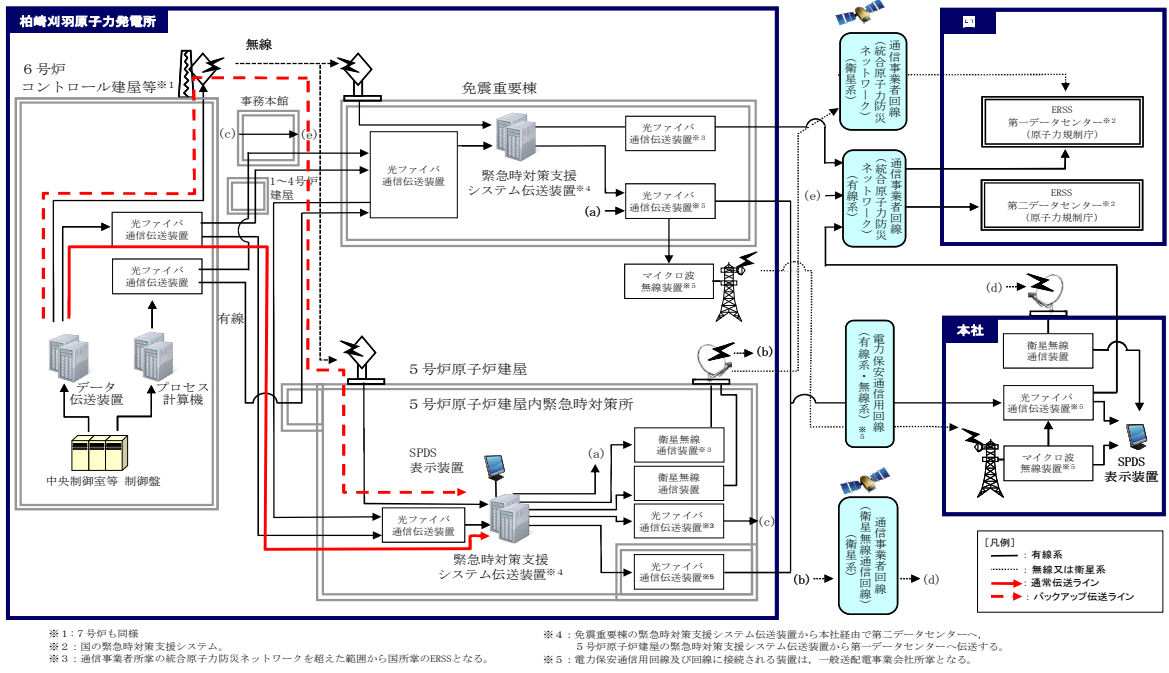 柏崎刈羽原子力発電所
無線
6号炉
コントロール建屋等※1
事務本館
(c)
(e)
1～4号炉
建屋
光ファイバ
通信伝送装置
光ファイバ
通信伝送装置
有線
データ
伝送装置
プロセス
計算機
中央制御室等 制御盤
免震重要棟
光ファイバ
通信伝送装置
緊急時対策支援
システム伝送装置※4
光ファイバ
通信伝送装置※3
光ファイバ
通信伝送装置※5
(a)
マイクロ波
無線装置※5
5号炉原子炉建屋
(b)
5号炉原子炉建屋内緊急時対策所
SPDS
表示装置
(a)
衛星無線
通信装置※3
衛星無線
通信装置
光ファイバ
通信伝送装置
光ファイバ
通信伝送装置※3
(c)
緊急時対策支援
システム伝送装置※4
光ファイバ
通信伝送装置※5
通信事業者回線
(統合原子力防災
ネットワーク)
(衛星系)
通信事業者回線
(統合原子力防災
ネットワーク)
(有線系)
(e)
電力保安通信用回線
(有線系・無線系)※5
通信事業者回線
(衛星無線通信回線)
(衛星系)
(b)
(d)
国
ERSS
第一データセンター※2
(原子力規制庁)
ERSS
第二データセンター※2
(原子力規制庁)
(d)
本社
衛星無線
通信装置
光ファイバ
通信伝送装置※5
マイクロ波
無線装置※5
SPDS
表示装置
[凡例]
：有線系
：無線又は衛星系
：通常伝送ライン
：バックアップ伝送ライン
※1：7号炉も同様
※2：国の緊急時対策支援システム。
※3：通信事業者所掌の統合原子力防災ネットワークを超えた範囲から国所掌のERSSとなる。
※4：免震重要棟の緊急時対策支援システム伝送装置から本社経由で第二データセンターへ，
5号炉原子炉建屋の緊急時対策支援システム伝送装置から第一データセンターへ伝送する。
※5：電力保安通信用回線及び回線に接続される装置は，一般送配電事業会社所掌となる。